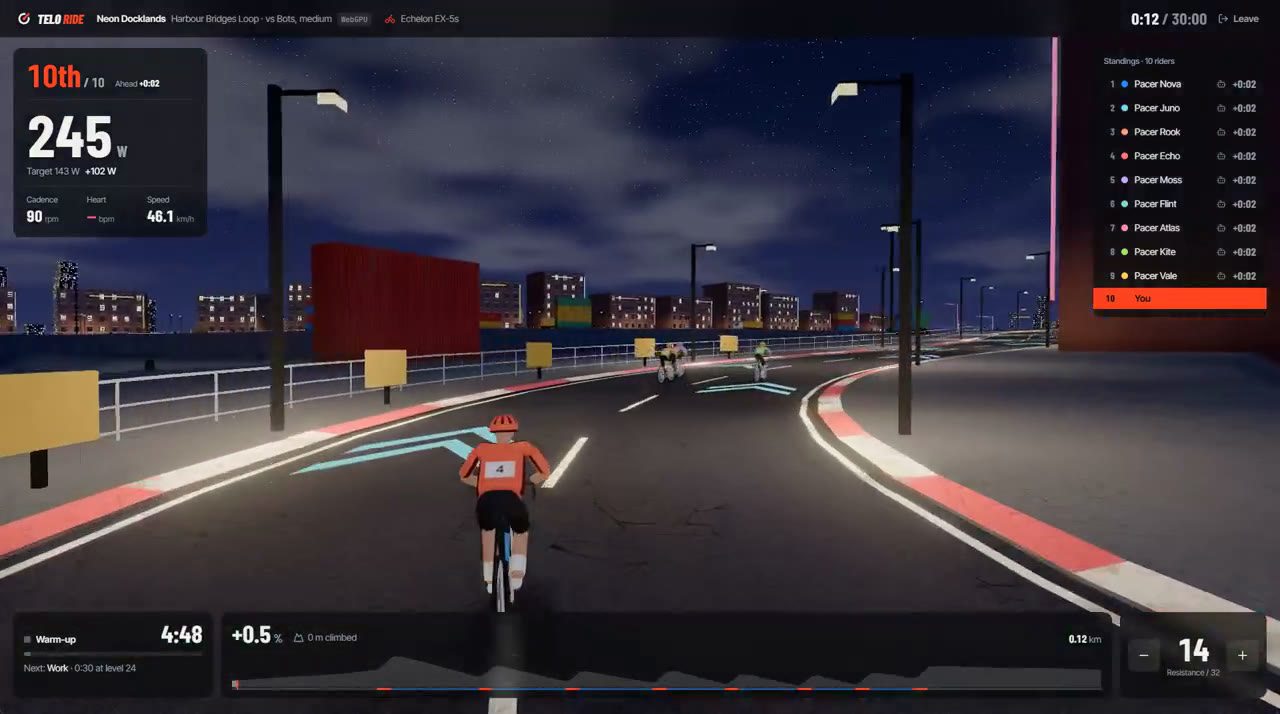 TELO RIDE Neon Docklands Harbour Bridges Loop · vs Bots, medium WebGPU Echelon EX-5s 0:12 / 30:00 Leave
10th / 10 Ahead +0:02
245 W
Target 143 W +102 W
Cadence Heart Speed
90 rpm — bpm 46.1 km/h
Standings · 10 riders
1 Pacer Nova +0:02
2 Pacer Juno +0:02
3 Pacer Rook +0:02
4 Pacer Echo +0:02
5 Pacer Moss +0:02
6 Pacer Flint +0:02
7 Pacer Atlas +0:02
8 Pacer Kite +0:02
9 Pacer Vale +0:02
10 You
4
Warm-up 4:48
Next: Work · 0:30 at level 24
+0.5 % 0 m climbed 0.12 km
− 14 +
Resistance / 32